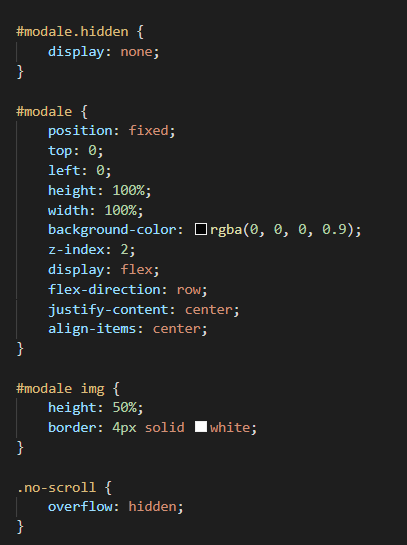 #modale.hidden {
    display: none;
}

#modale {
    position: fixed;
    top: 0;
    left: 0;
    height: 100%;
    width: 100%;
    background-color: rgba(0, 0, 0, 0.9);
    z-index: 2;
    display: flex;
    flex-direction: row;
    justify-content: center;
    align-items: center;
}

#modale img {
    height: 50%;
    border: 4px solid white;
}

.no-scroll {
    overflow: hidden;
}